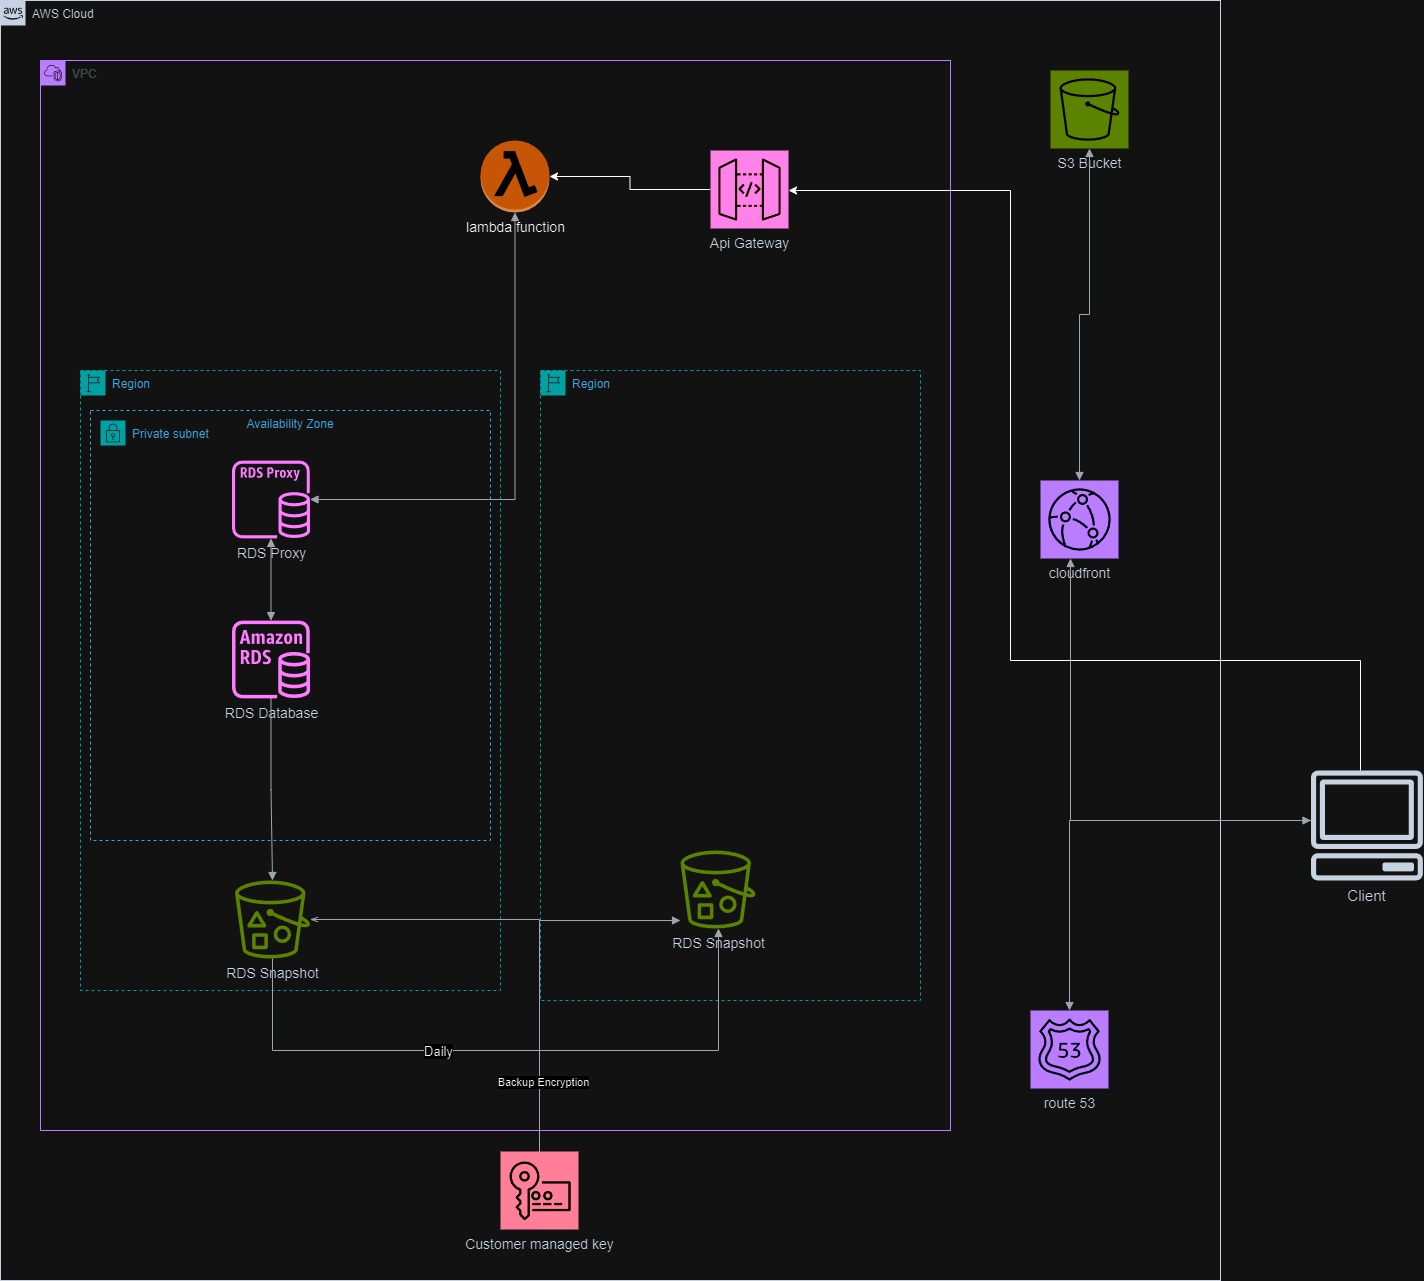 aws
AWS Cloud
VPC
S3 Bucket
lambda function
</>
Api Gateway
Region
Region
Private subnet
Availability Zone
RDS Proxy
RDS Proxy
cloudfront
Amazon
RDS
RDS Database
Client
RDS Snapshot
RDS Snapshot
Daily
53
Backup Encryption
route 53
Customer managed key